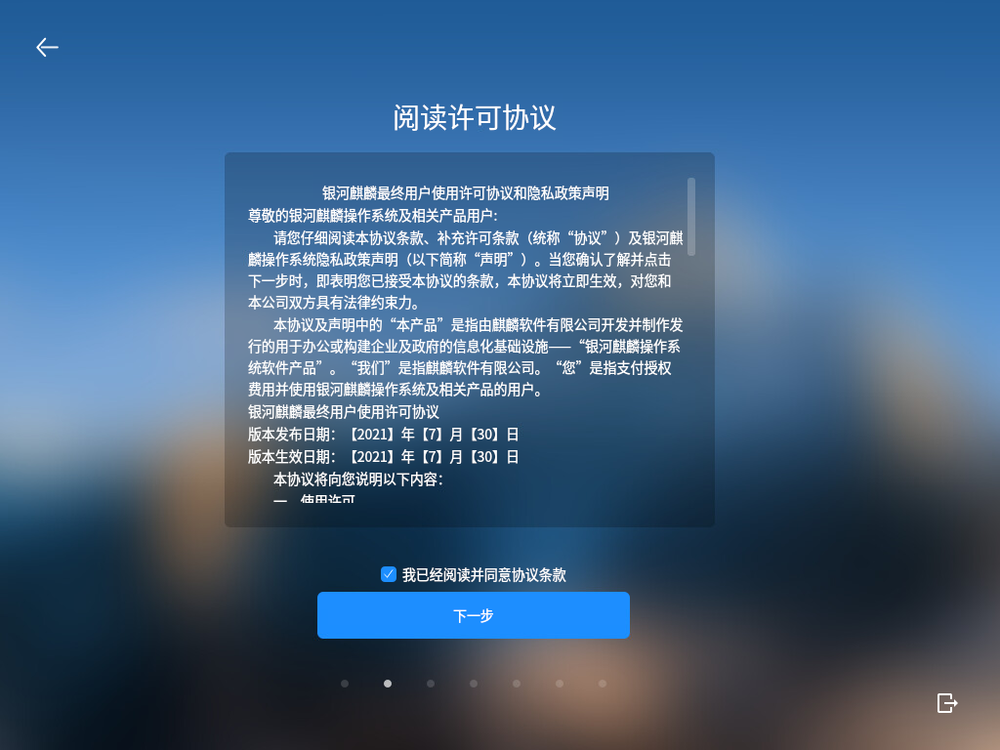 阅读许可协议
银河麒麟最终用户使用许可协议和隐私政策声明
尊敬的银河麒麟操作系统及相关产品用户:
请您仔细阅读本协议条款、补充许可条款（统称“协议”）及银河麒
麟操作系统隐私政策声明（以下简称“声明”）。当您确认了解并点击
下一步时，即表明您已接受本协议的条款，本协议将立即生效，对您和
本公司双方具有法律约束力。
本协议及声明中的“本产品”是指由麒麟软件有限公司开发并制作发
行的用于办公或构建企业及政府的信息化基础设施——“银河麒麟操作系
统软件产品”。“我们”是指麒麟软件有限公司。“您”是指支付授权
费用并使用银河麒麟操作系统及相关产品的用户。
银河麒麟最终用户使用许可协议
版本发布日期：【2021】年【7】月【30】日
版本生效日期：【2021】年【7】月【30】日
本协议将向您说明以下内容：
一、使用许可
我已经阅读并同意协议条款
下一步